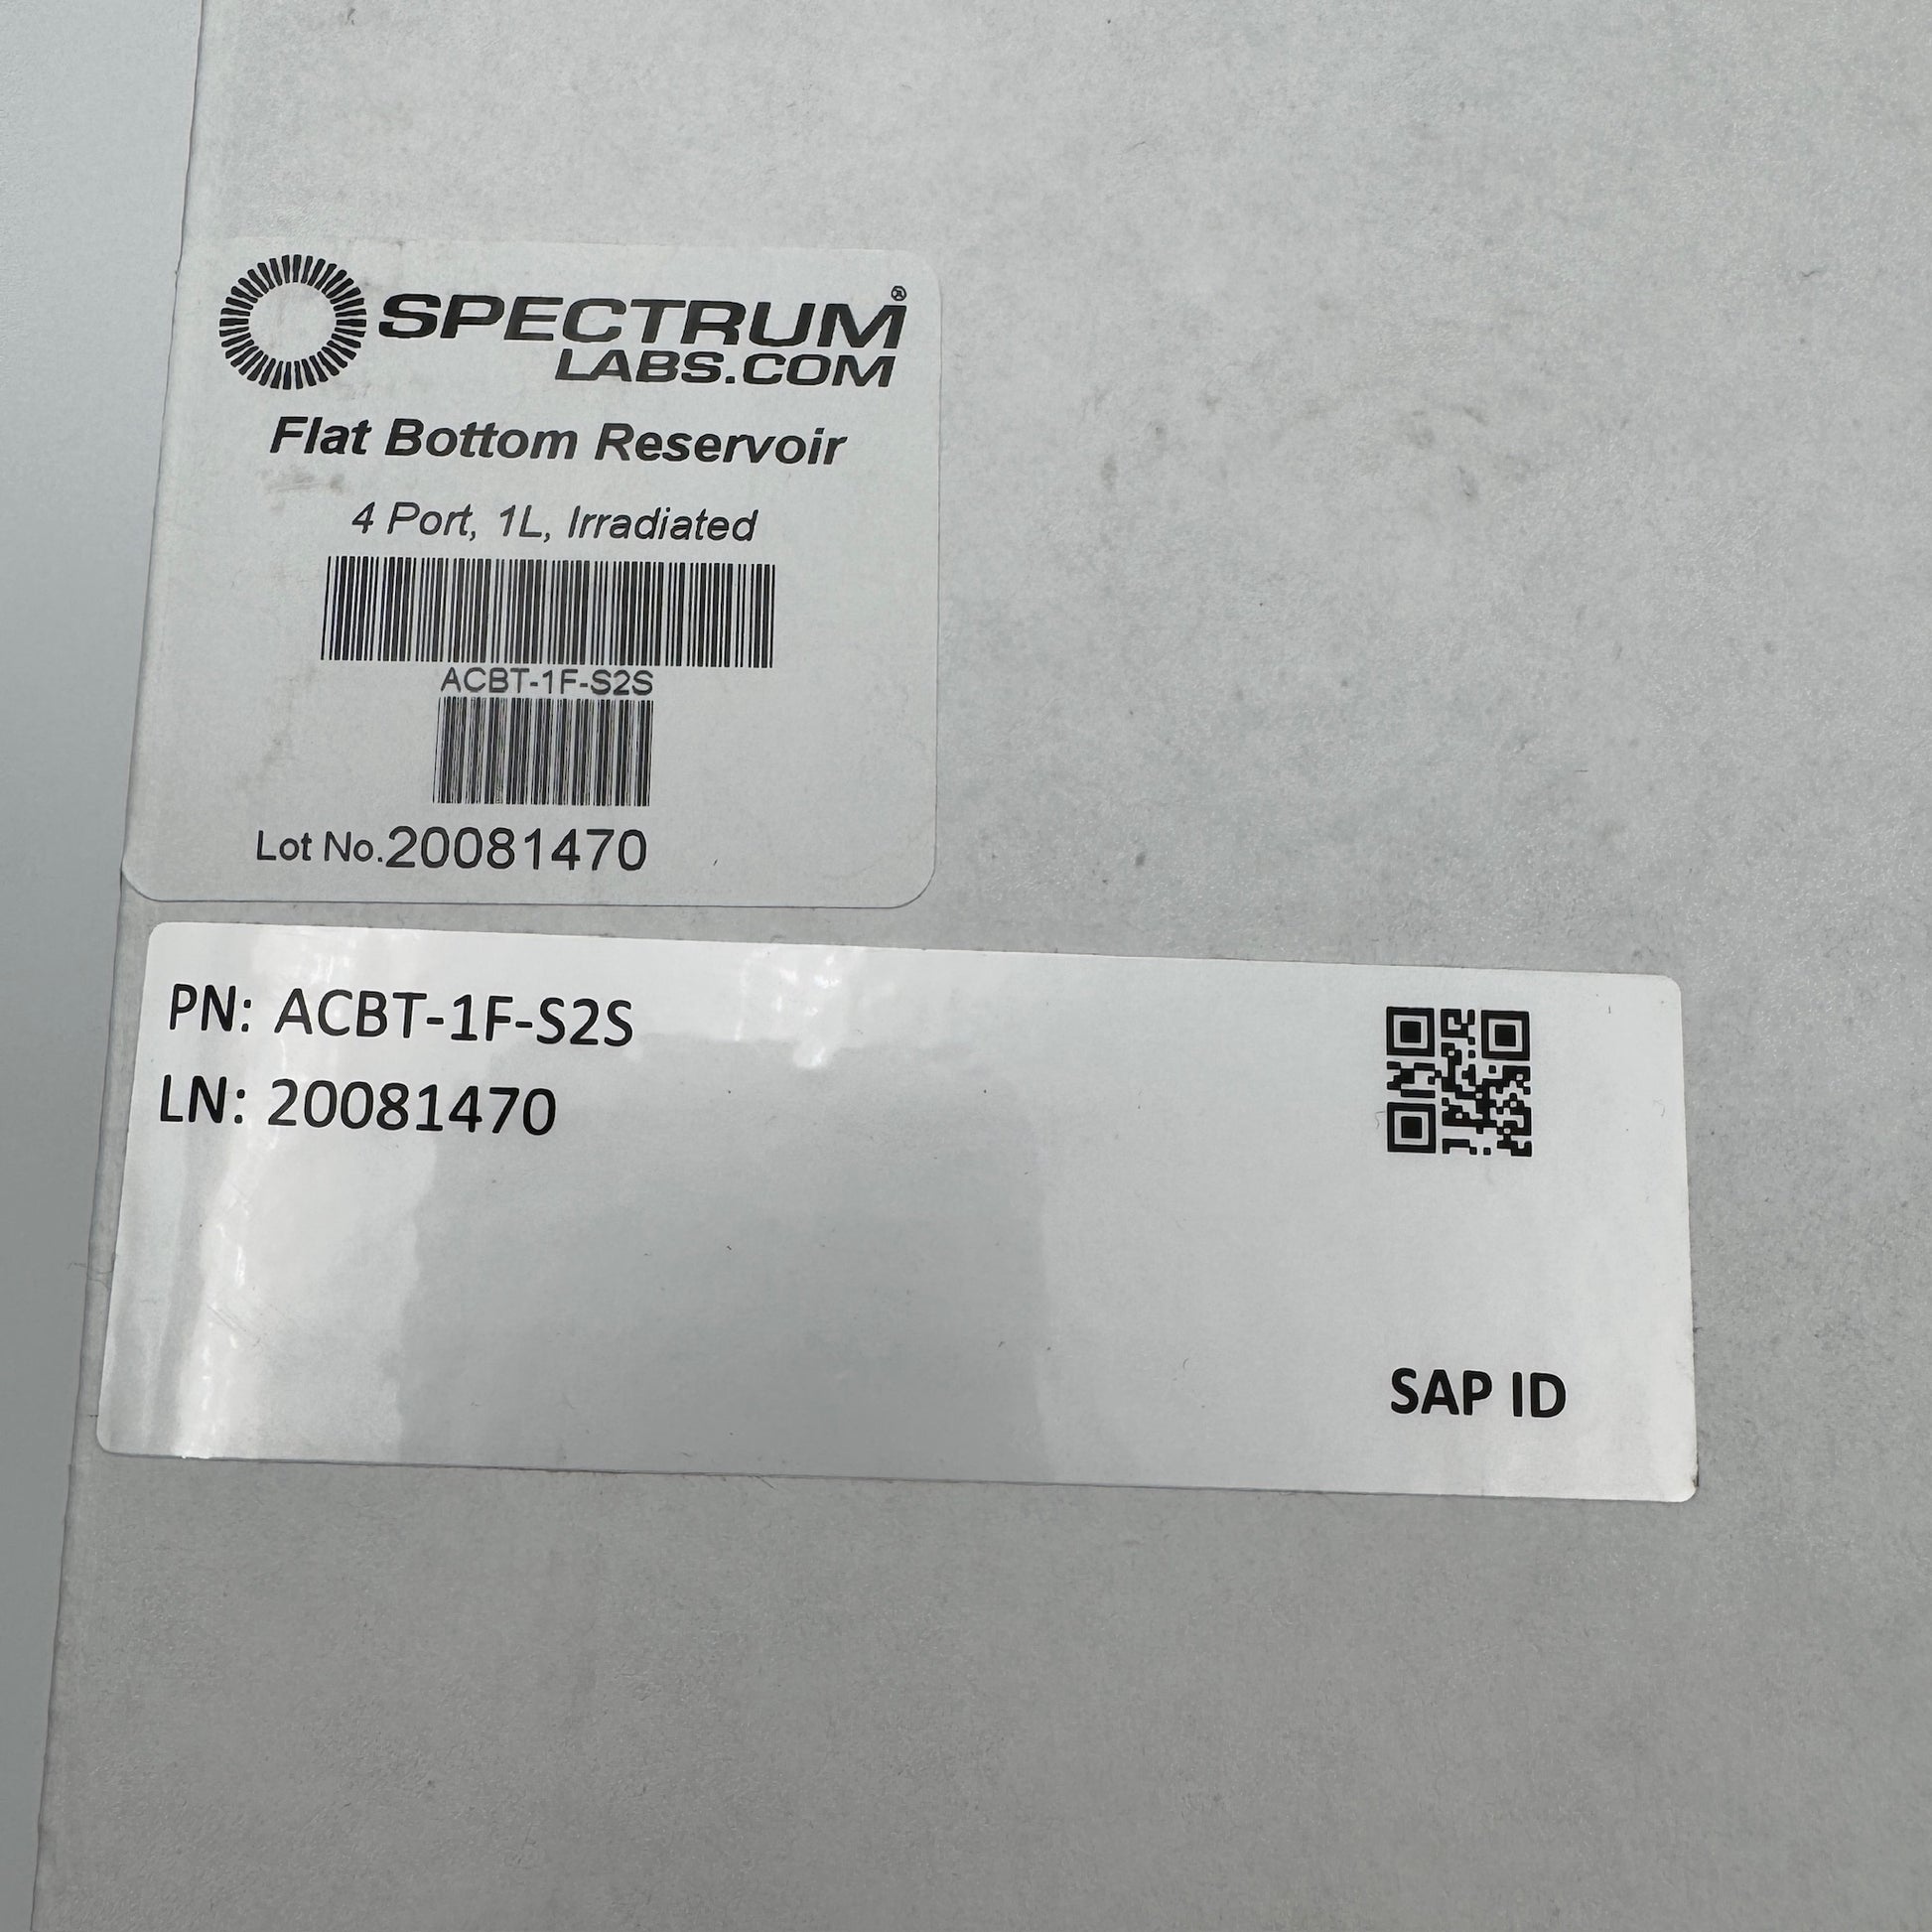 SPECTRUM®
LABS.COM
Flat Bottom Reservoir
4 Port, 1L, Irradiated
ACBT-1F-S2S
Lot No.20081470
PN: ACBT-1F-S2S
LN: 20081470
SAP ID